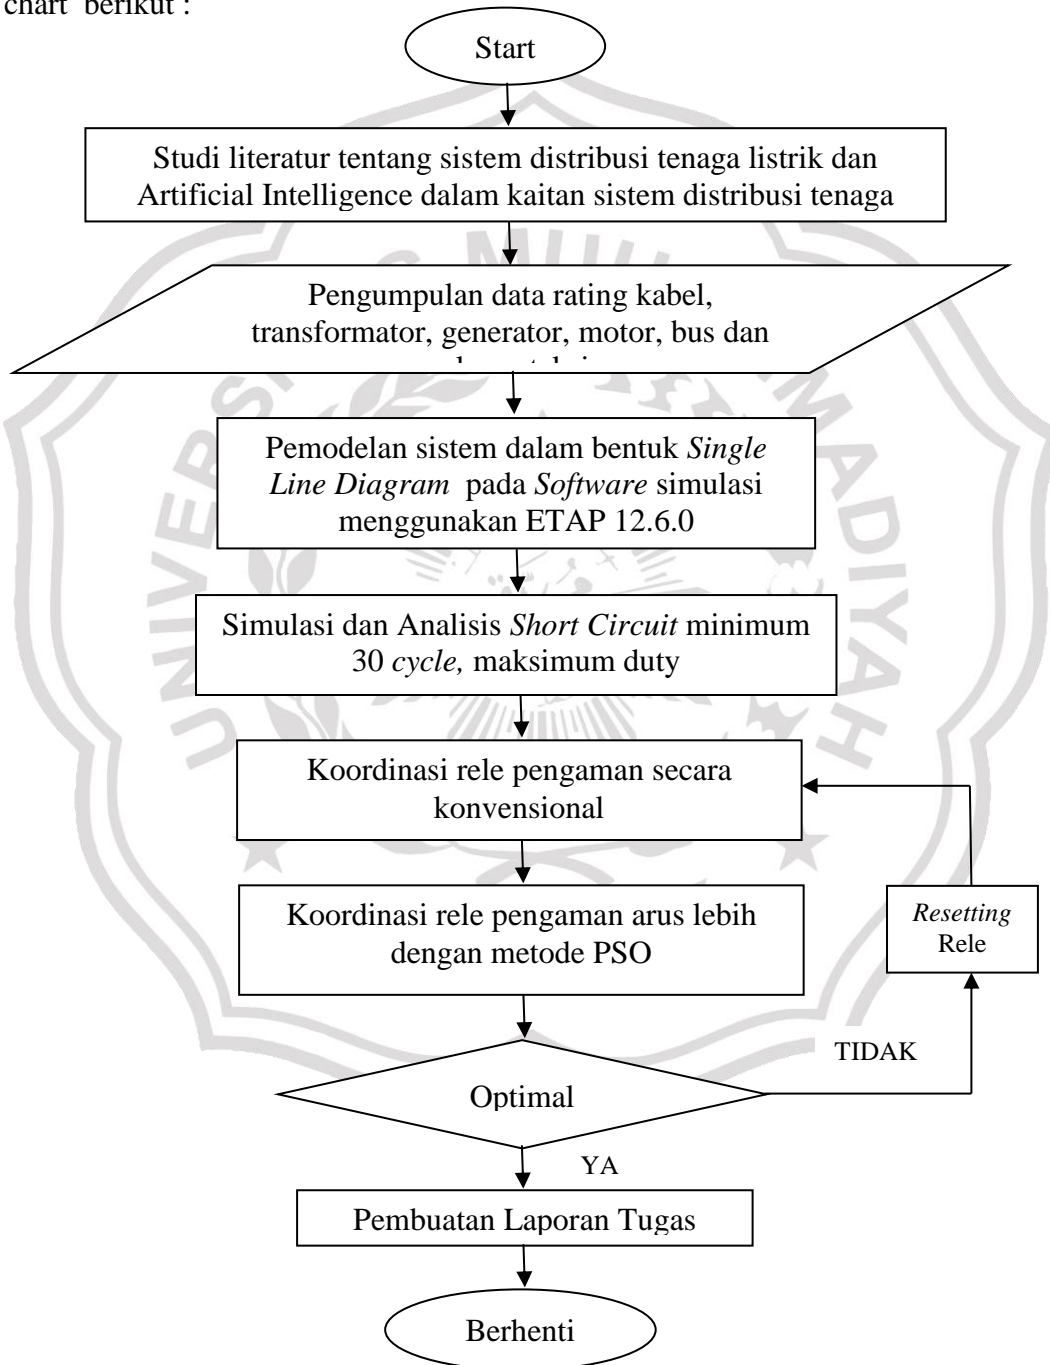 chart berikut :
Start
Studi literatur tentang sistem distribusi tenaga listrik dan
Artificial Intelligence dalam kaitan sistem distribusi tenaga
Pengumpulan data rating kabel,
transformator, generator, motor, bus dan
Pemodelan sistem dalam bentuk Single
Line Diagram pada Software simulasi
menggunakan ETAP 12.6.0
Simulasi dan Analisis Short Circuit minimum
30 cycle, maksimum duty
Koordinasi rele pengaman secara
konvensional
Koordinasi rele pengaman arus lebih
dengan metode PSO
Resetting
Rele
TIDAK
Optimal
YA
Pembuatan Laporan Tugas
Berhenti